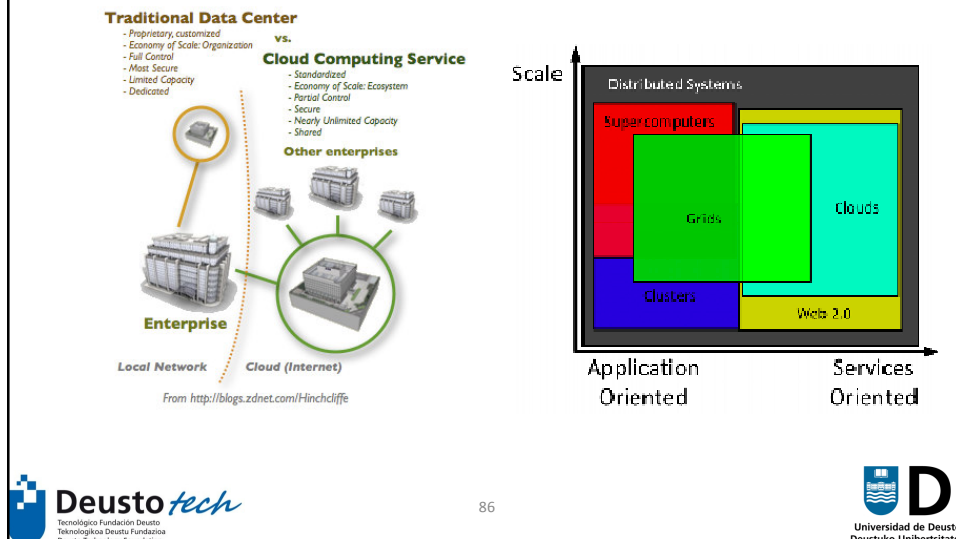 Traditional Data Center
- Proprietary, customized
- Economy of Scale: Organization
- Full Control
- Most Secure
- Limited Capacity
- Dedicated
vs.
Cloud Computing Service
- Standardized
- Economy of Scale: Ecosystem
- Partial Control
- Secure
- Nearly Unlimited Capacity
- Shared
Other enterprises
Enterprise
Local Network
Cloud (Internet)
From http://blogs.zdnet.com/Hinchcliffe
Scale
Distributed Systems
Supercomputers
Grids
Clouds
Clusters
Web 2.0
Application
Oriented
Services
Oriented
Deusto tech
Tecnológico Fundación Deusto
Teknologikoa Deustu Fundazioa
86
D
Universidad de Deust
Deustuko Unibertsitate